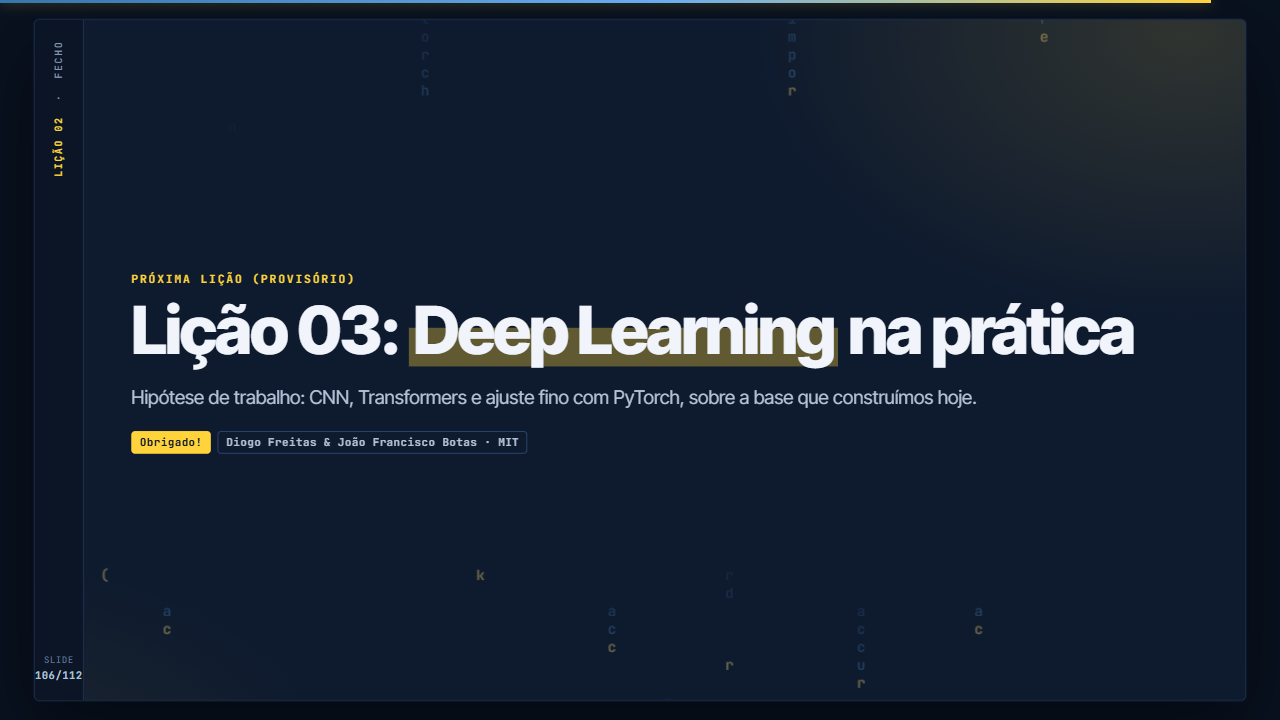 LIÇÃO 02 · FECHO
PRÓXIMA LIÇÃO (PROVISÓRIO)
Lição 03: Deep Learning na prática
Hipótese de trabalho: CNN, Transformers e ajuste fino com PyTorch, sobre a base que construímos hoje.
Obrigado!
Diogo Freitas & João Francisco Botas · MIT
SLIDE
106/112